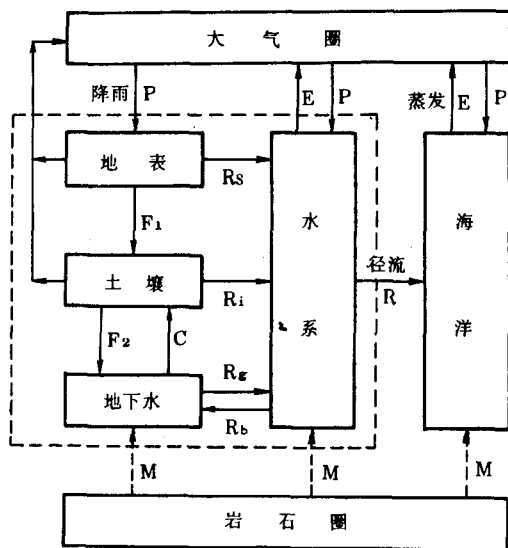 大气圈
降雨 P E P 蒸发 E P
地表 Rs
F1
土壤 Ri
F2 C
地下水 Rg
Rb
水系
径流
R
海洋
M M M
岩石圈